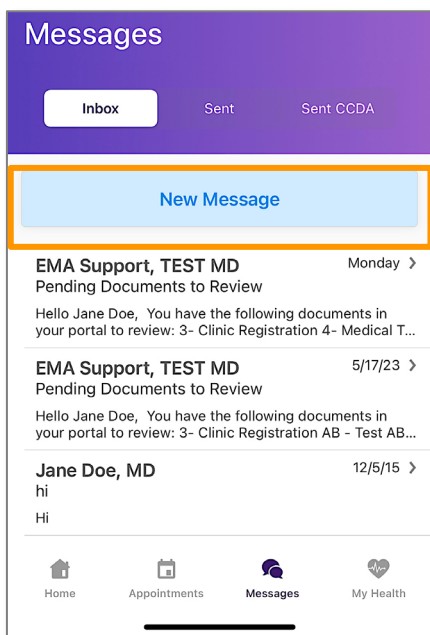 Messages
Inbox Sent Sent CCDA
New Message
EMA Support, TEST MD Monday
Pending Documents to Review
Hello Jane Doe, You have the following documents in
your portal to review: 3- Clinic Registration 4- Medical T...
EMA Support, TEST MD 5/17/23
Pending Documents to Review
Hello Jane Doe, You have the following documents in
your portal to review: 3- Clinic Registration AB - Test AB...
Jane Doe, MD 12/5/15
hi
Hi
Home Appointments Messages My Health